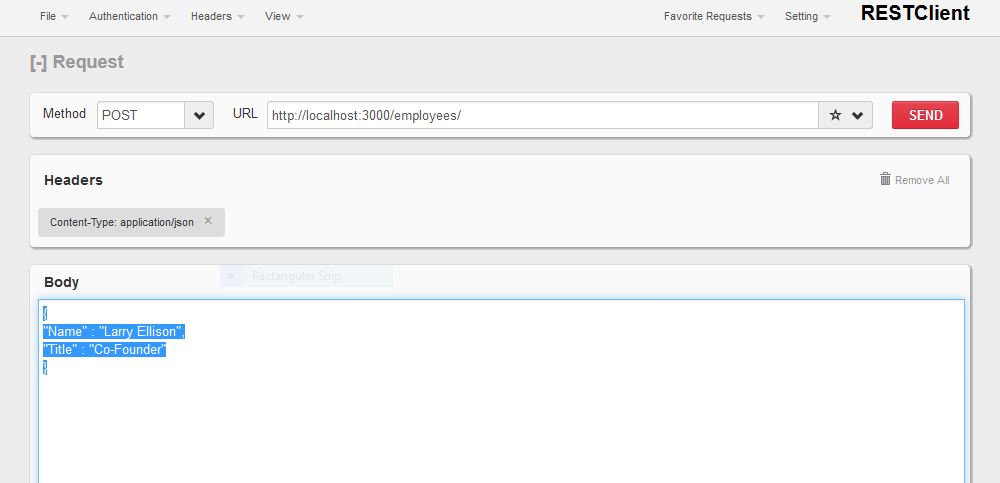 File Authentication Headers View Favorite Requests Setting RESTClient
[-] Request
Method POST URL http://localhost:3000/employees/ SEND
Headers Remove All
Content-Type: application/json ×
Rectangular Snip
Body
{
"Name" : "Larry Ellison",
"Title" : "Co-Founder"
}